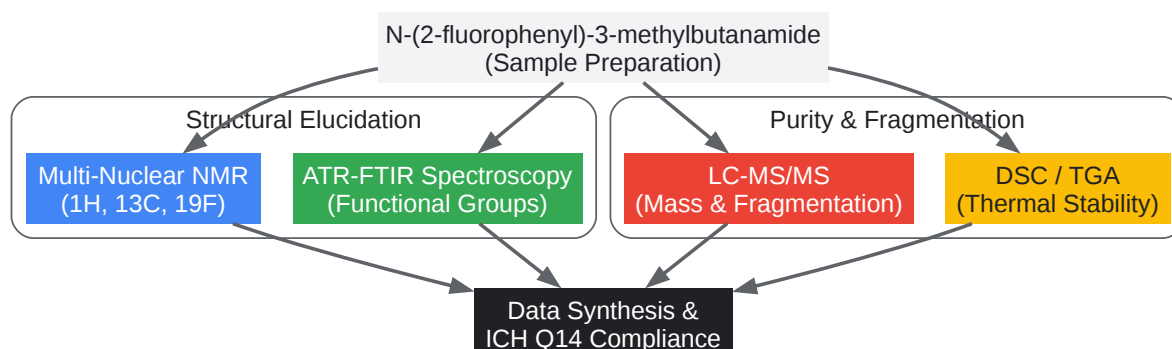 N-(2-fluorophenyl)-3-methylbutanamide
(Sample Preparation)
Structural Elucidation
Purity & Fragmentation
Multi-Nuclear NMR
(1H, 13C, 19F)
ATR-FTIR Spectroscopy
(Functional Groups)
LC-MS/MS
(Mass & Fragmentation)
DSC / TGA
(Thermal Stability)
Data Synthesis &
ICH Q14 Compliance